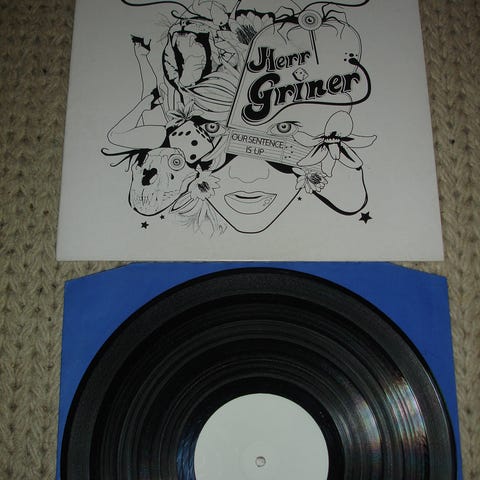 Herr
Griner
OUR SENTENCE
IS UP